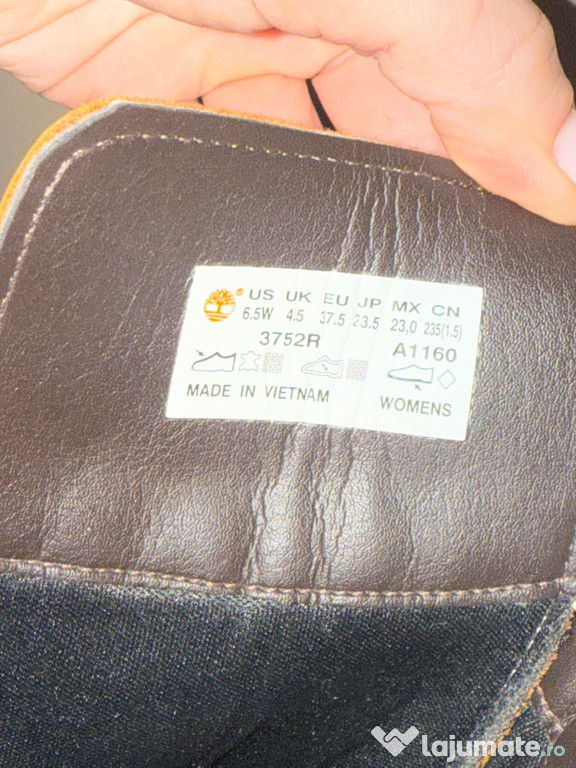 ® US UK EU JP MX CN
6.5W 4.5 37.5 23.5 23,0 235(1.5)
3752R A1160
MADE IN VIETNAM WOMENS
lajumate.ro